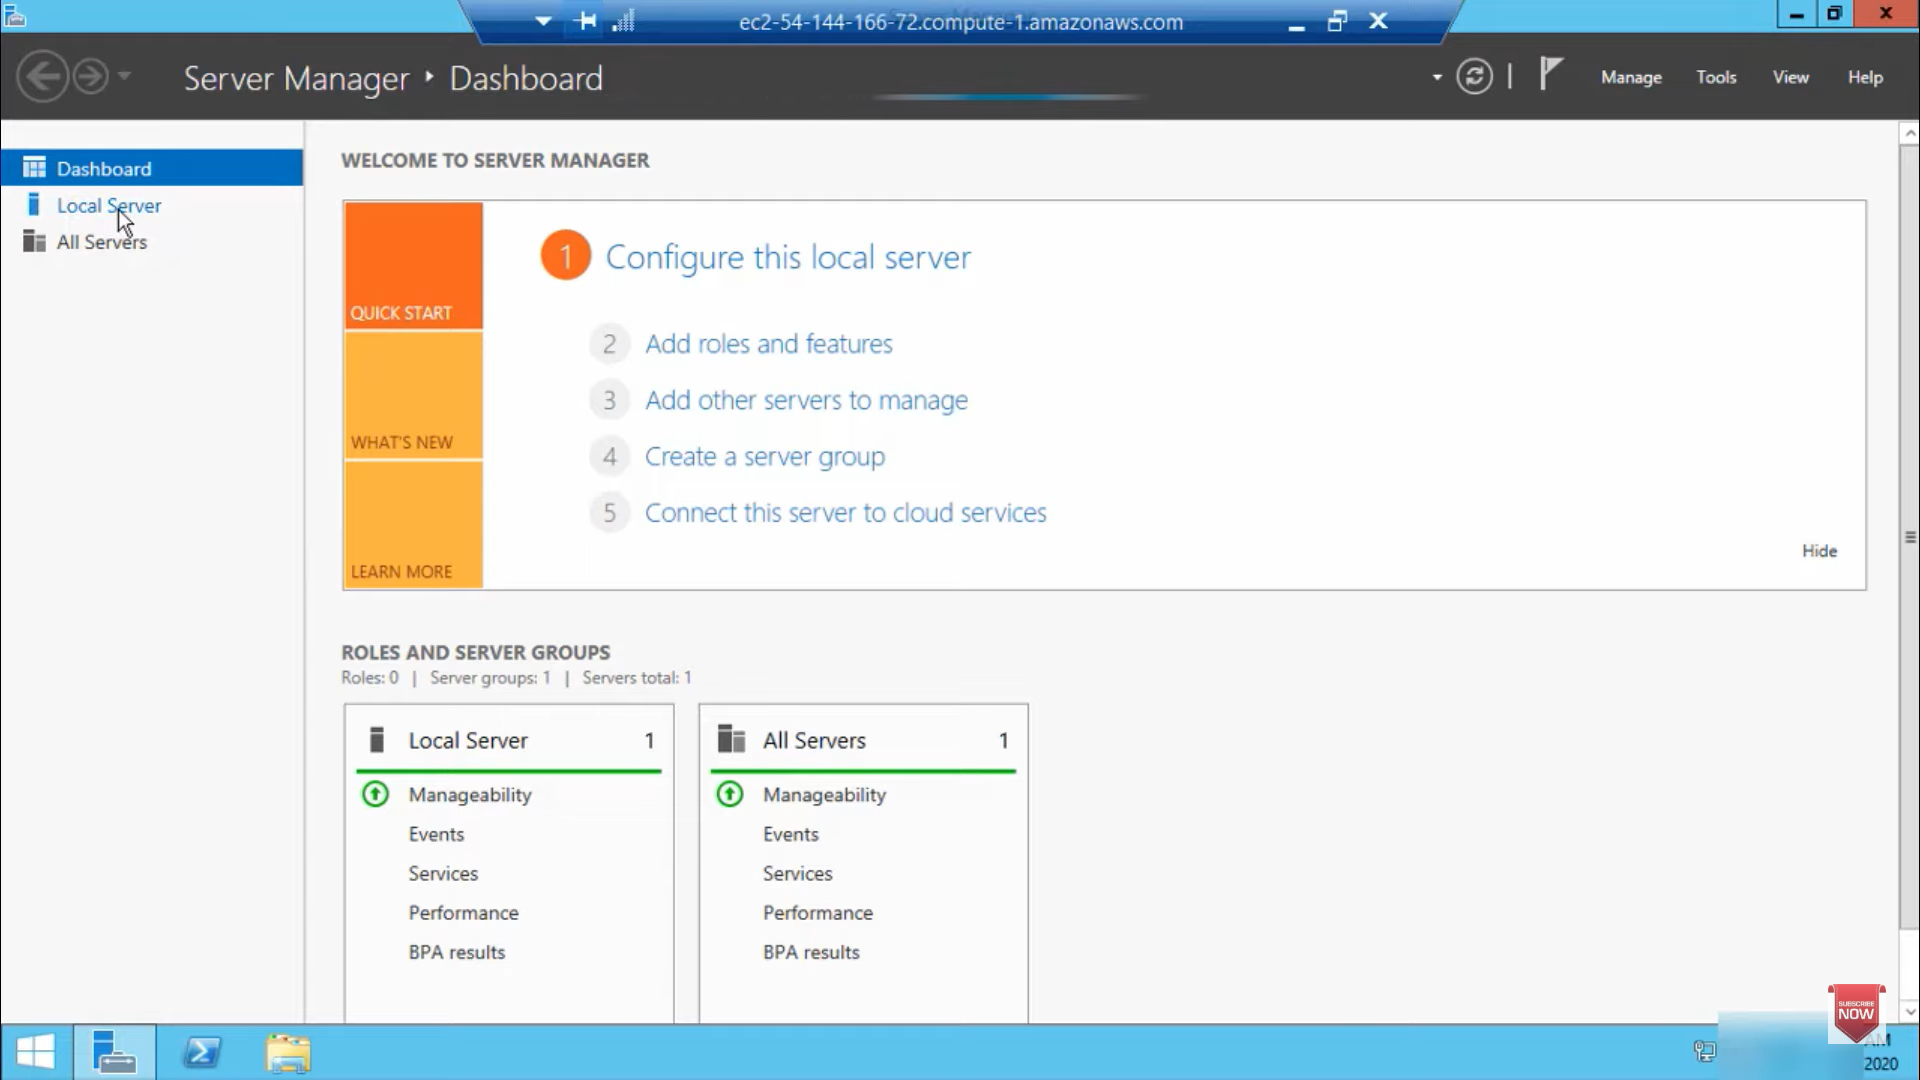 ec2-54-144-166-72.compute-1.amazonaws.com
Server Manager ‣ Dashboard
Manage Tools View Help
Dashboard
Local Server
All Servers
WELCOME TO SERVER MANAGER
QUICK START
WHAT'S NEW
LEARN MORE
1 Configure this local server
2 Add roles and features
3 Add other servers to manage
4 Create a server group
5 Connect this server to cloud services
Hide
ROLES AND SERVER GROUPS
Roles: 0 | Server groups: 1 | Servers total: 1
Local Server 1
Manageability
Events
Services
Performance
BPA results
All Servers 1
Manageability
Events
Services
Performance
BPA results
SUBSCRIBE
NOW
AM
2020